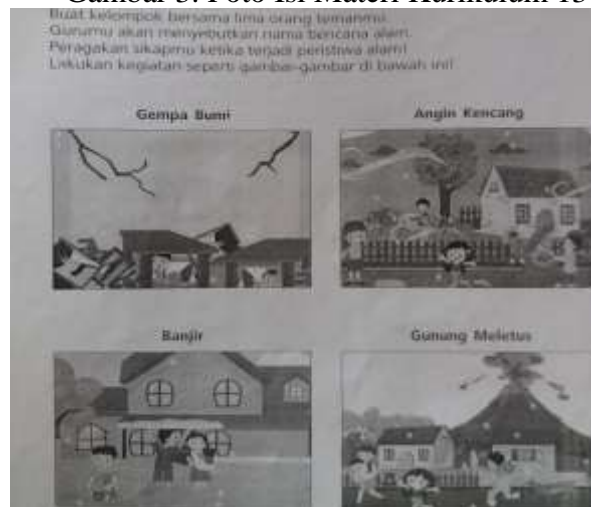 Gambar 3. Foto Isi Materi Kurikulum 13
Buat kelompok bersama lima orang temanmu.
Gurumu akan menyebutkan nama bencana alam.
Peragakan sikapmu ketika terjadi peristiwa alam!
Lakukan kegiatan seperti gambar-gambar di bawah ini!
Gempa Bumi
Angin Kencang
Banjir
Gunung Meletus